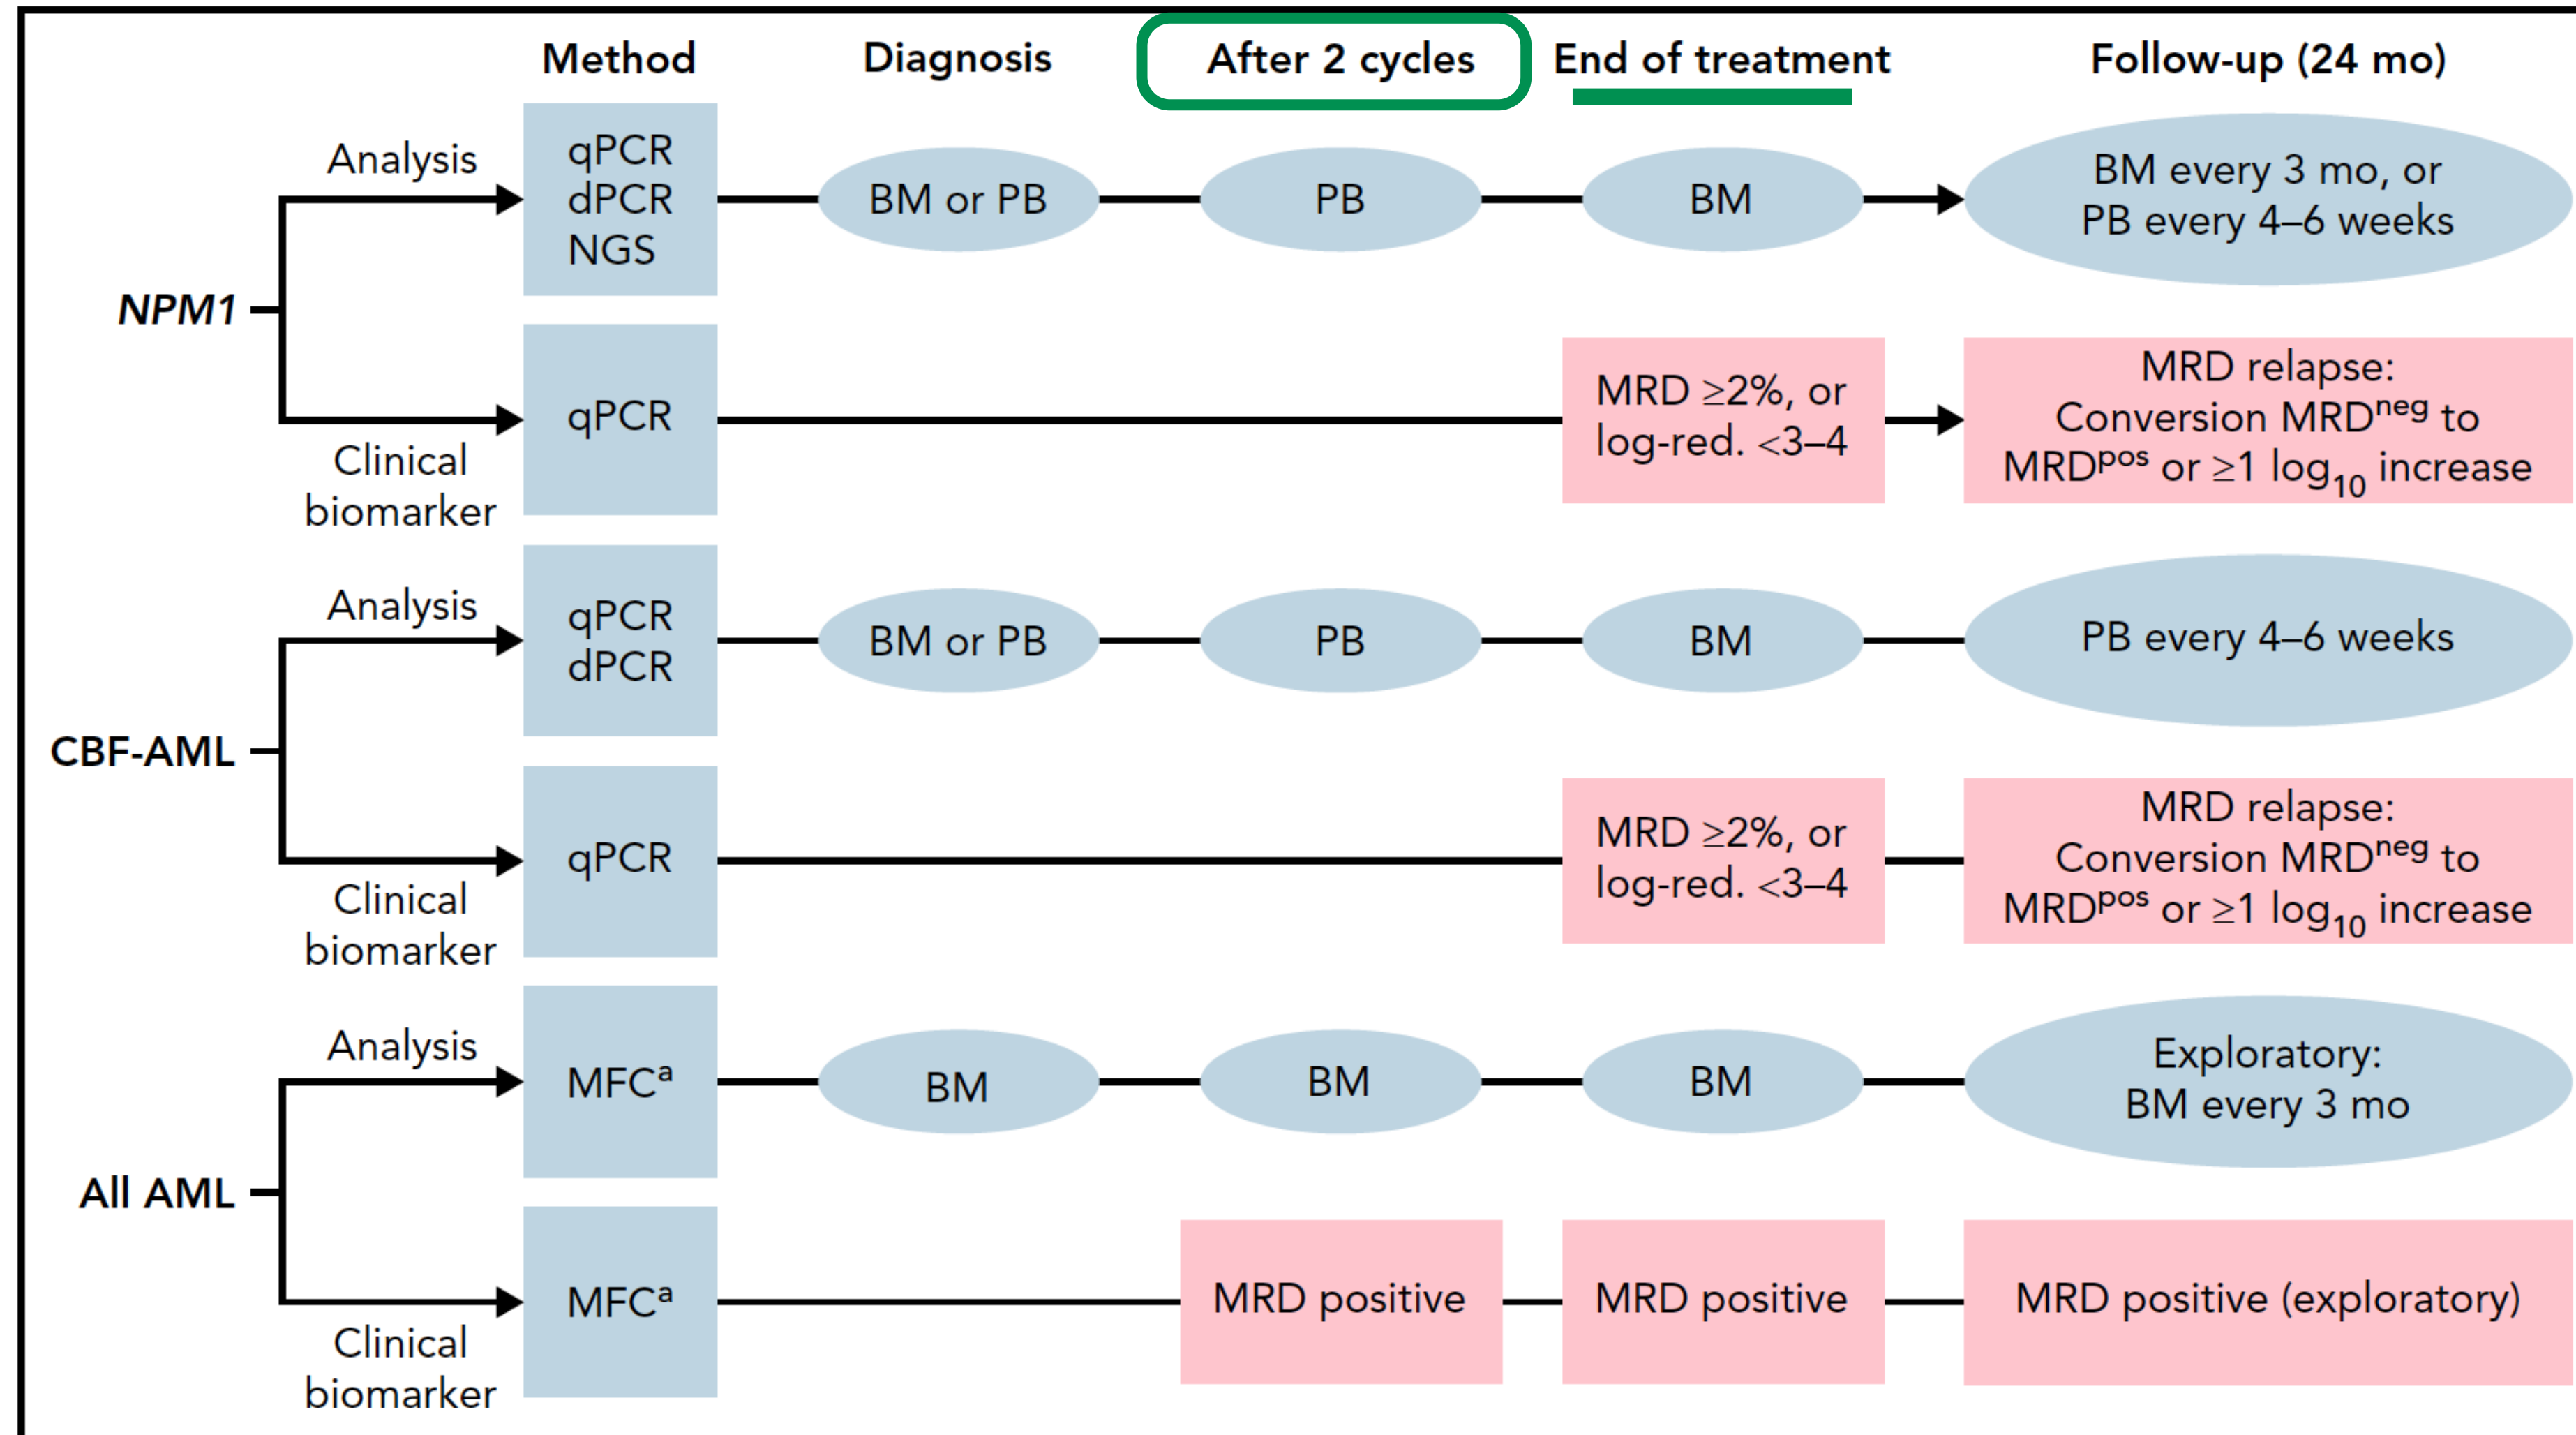 Method Diagnosis After 2 cycles End of treatment Follow-up (24 mo)
NPM1
Analysis
qPCR
dPCR
NGS
BM or PB
PB
BM
BM every 3 mo, or
PB every 4–6 weeks
Clinical
biomarker
qPCR
MRD ≥2%, or
log-red. <3–4
MRD relapse:
Conversion MRDneg to
MRDpos or ≥1 log10 increase
CBF-AML
Analysis
qPCR
dPCR
BM or PB
PB
BM
PB every 4–6 weeks
Clinical
biomarker
qPCR
MRD ≥2%, or
log-red. <3–4
MRD relapse:
Conversion MRDneg to
MRDpos or ≥1 log10 increase
All AML
Analysis
MFCa
BM
BM
BM
Exploratory:
BM every 3 mo
Clinical
biomarker
MFCa
MRD positive
MRD positive
MRD positive (exploratory)